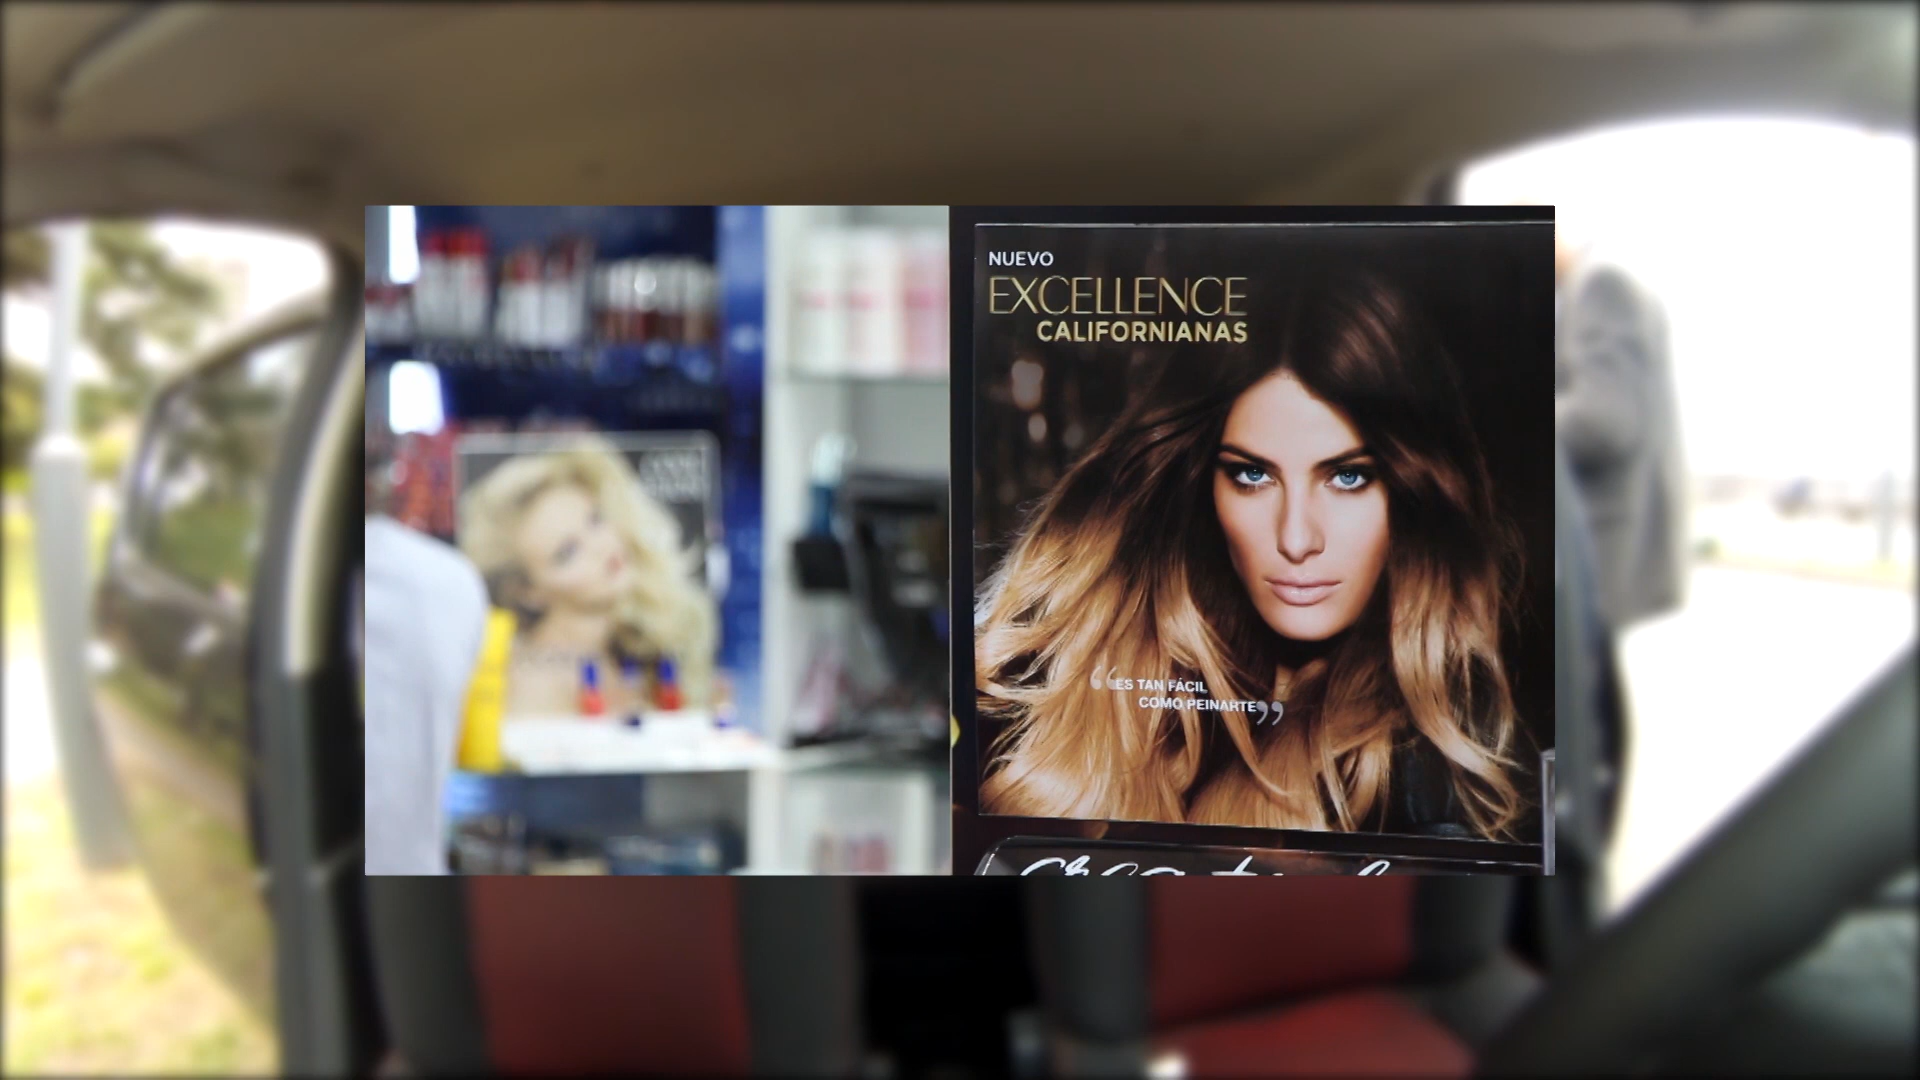 NUEVO
EXCELLENCE
CALIFORNIANAS
“ES TAN FÁCIL
COMO PEINARTE”